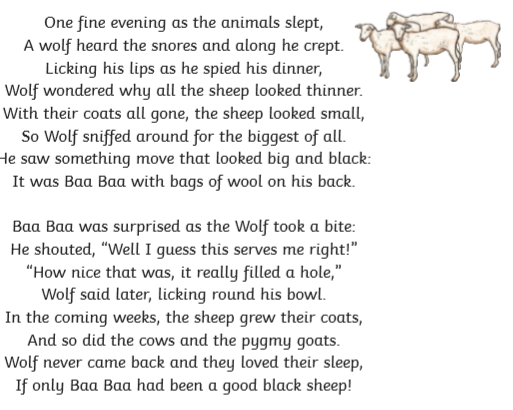 One fine evening as the animals slept,
A wolf heard the snores and along he crept.
Licking his lips as he spied his dinner,
Wolf wondered why all the sheep looked thinner.
With their coats all gone, the sheep looked small,
So Wolf sniffed around for the biggest of all.
He saw something move that looked big and black:
It was Baa Baa with bags of wool on his back.

Baa Baa was surprised as the Wolf took a bite:
He shouted, “Well I guess this serves me right!”
“How nice that was, it really filled a hole,”
Wolf said later, licking round his bowl.
In the coming weeks, the sheep grew their coats,
And so did the cows and the pygmy goats.
Wolf never came back and they loved their sleep,
If only Baa Baa had been a good black sheep!